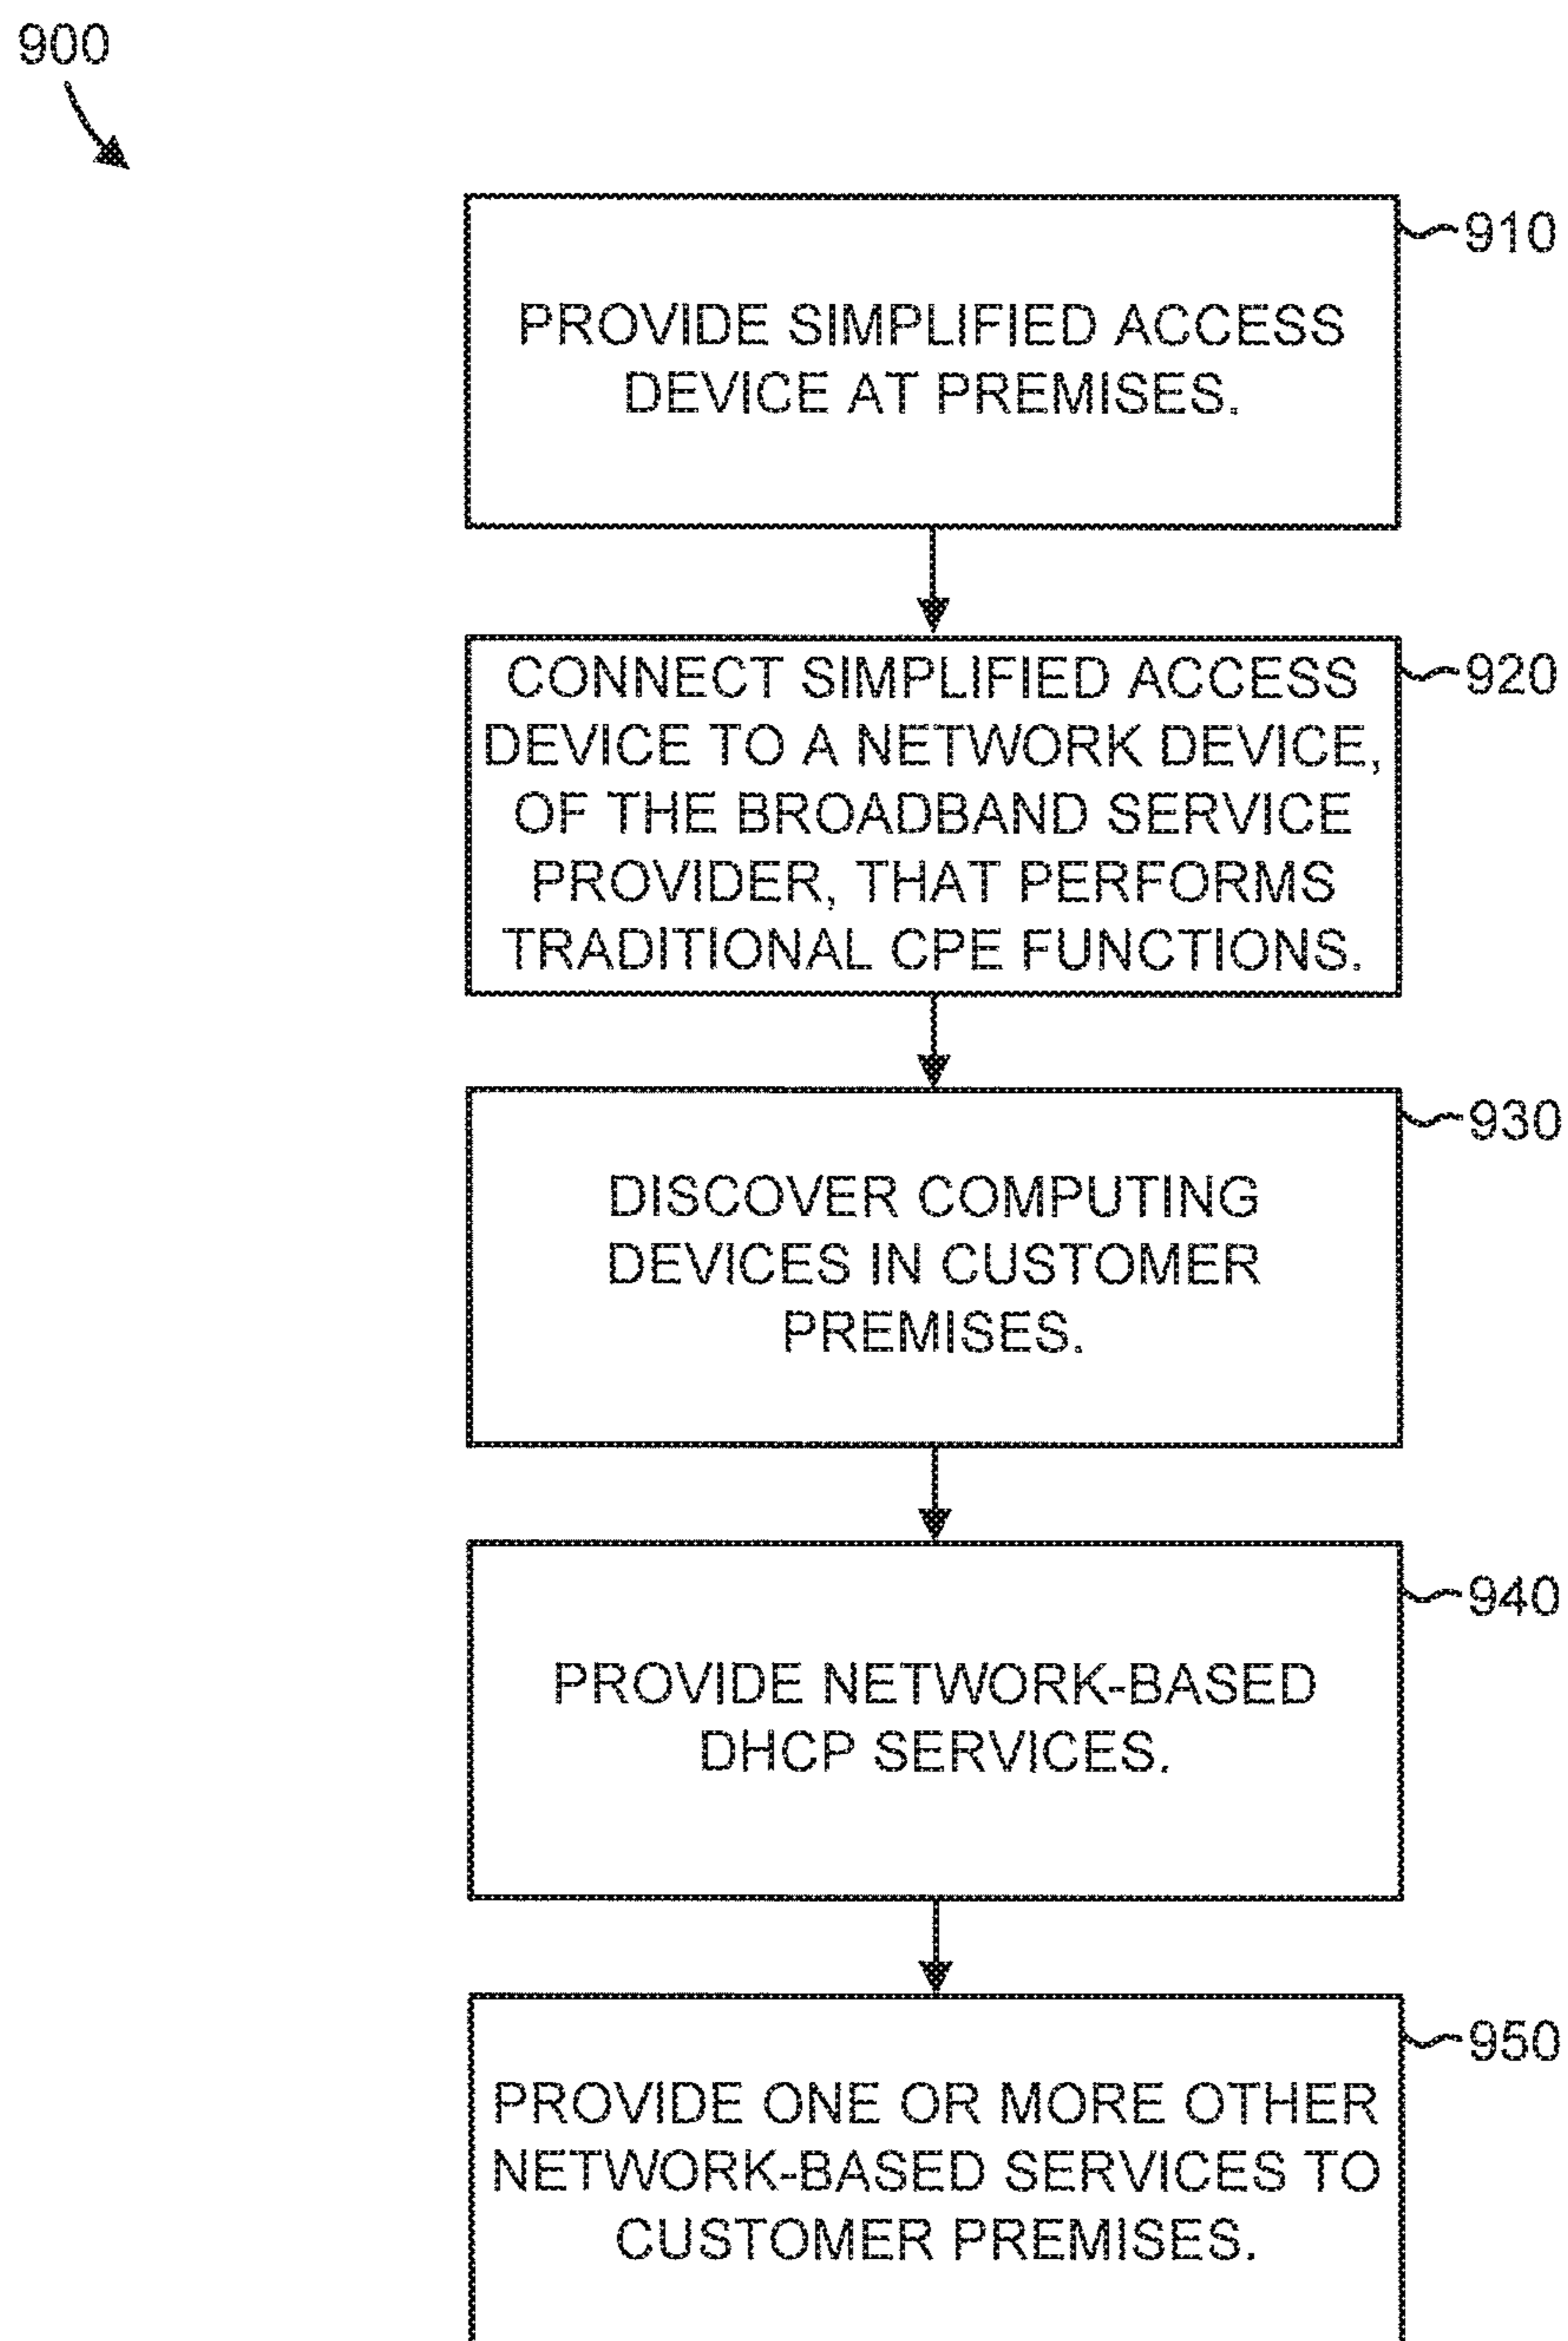 900
910
PROVIDE SIMPLIFIED ACCESS
DEVICE AT PREMISES.
920
CONNECT SIMPLIFIED ACCESS
DEVICE TO A NETWORK DEVICE,
OF THE BROADBAND SERVICE
PROVIDER, THAT PERFORMS
TRADITIONAL CPE FUNCTIONS.
930
DISCOVER COMPUTING
DEVICES IN CUSTOMER
PREMISES.
940
PROVIDE NETWORK-BASED
DHCP SERVICES.
950
PROVIDE ONE OR MORE OTHER
NETWORK-BASED SERVICES TO
CUSTOMER PREMISES.